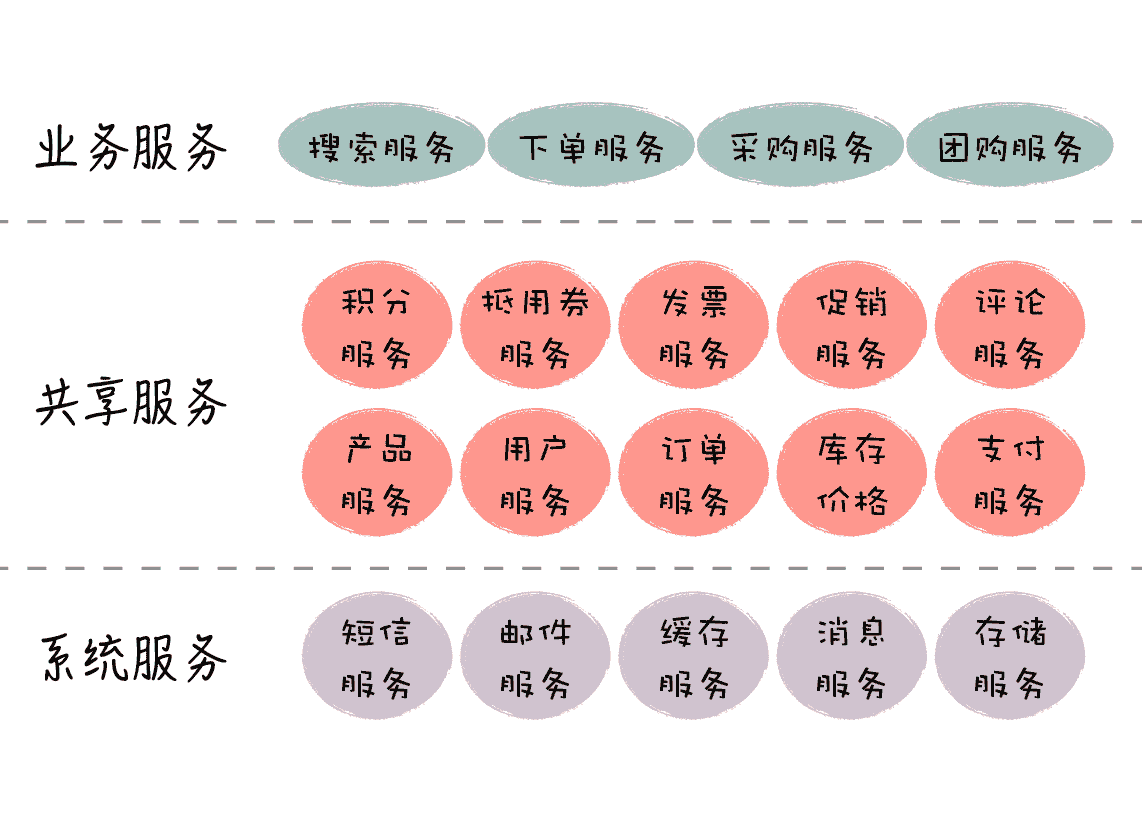 业务服务
搜索服务 下单服务 采购服务 团购服务
共享服务
积分 抵用券 发票 促销 评论
服务 服务 服务 服务 服务
产品 用户 订单 库存 支付
服务 服务 服务 价格 服务
系统服务
短信 邮件 缓存 消息 存储
服务 服务 服务 服务 服务